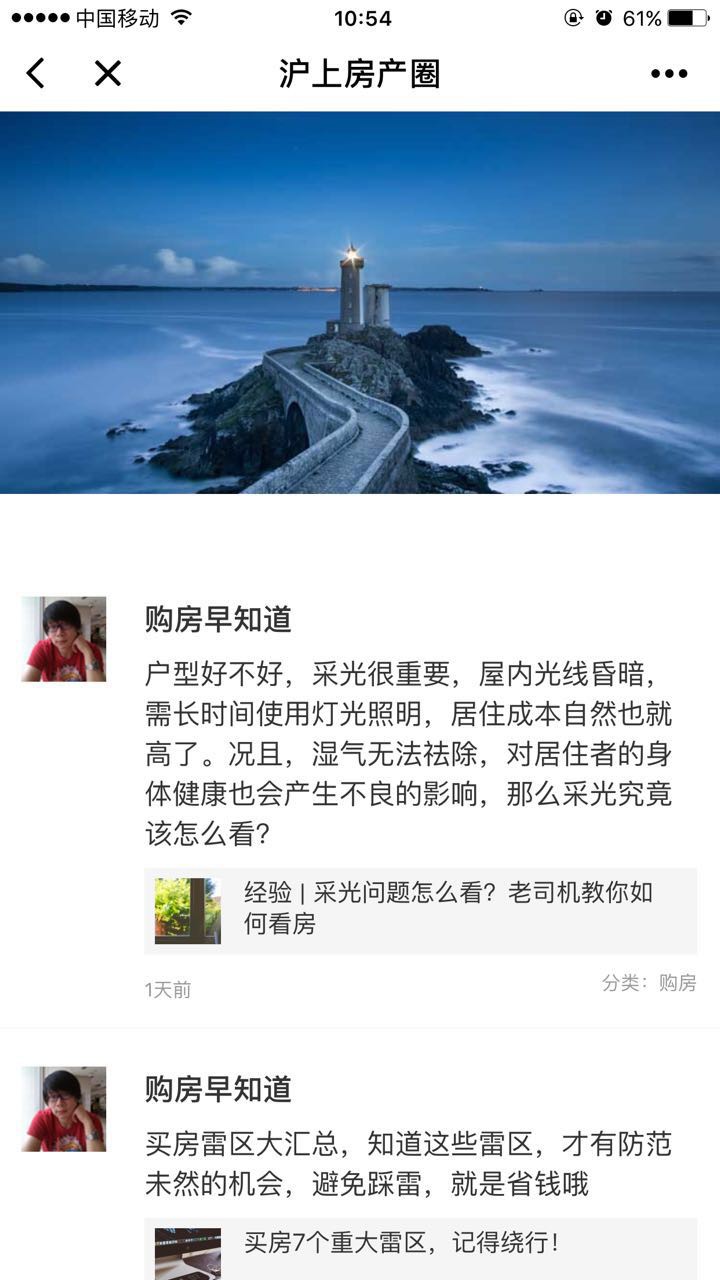 中国移动 10:54 61%
沪上房产圈
购房早知道
户型好不好，采光很重要，屋内光线昏暗，
需长时间使用灯光照明，居住成本自然也就
高了。况且，湿气无法祛除，对居住者的身
体健康也会产生不良的影响，那么采光究竟
该怎么看？
经验 | 采光问题怎么看？老司机教你如
何看房
1天前 分类：购房
购房早知道
买房雷区大汇总，知道这些雷区，才有防范
未然的机会，避免踩雷，就是省钱哦
买房7个重大雷区，记得绕行！